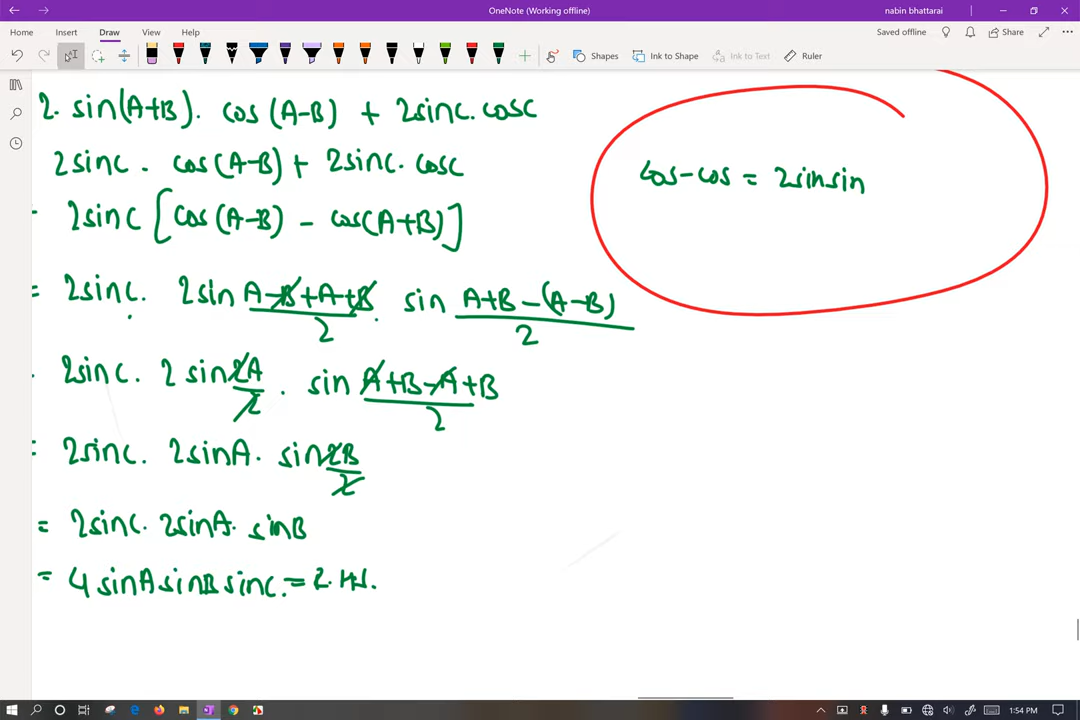 OneNote (Working offline)
nabin bhattarai
Home Insert Draw View Help
Saved offline Share
Shapes Ink to Shape Ink to Text Ruler
2. sin(A+B). cos(A-B) + 2sinc.cosc
2sinc. cos(A-B) + 2sinc.cosc
2sinc [cos(A-B) - cos(A+B)]
cos-cos = 2sinsin
= 2sinc. 2sin A-B+A+B/2 . sin A+B-(A-B)/2
2sinc. 2 sin 2A/2 . sin A+B-A+B/2
= 2sinc. 2sinA. sin 2B/2
= 2sinc. 2sinA. sinB
= 4 sinA sinB sinc. =
1:54 PM